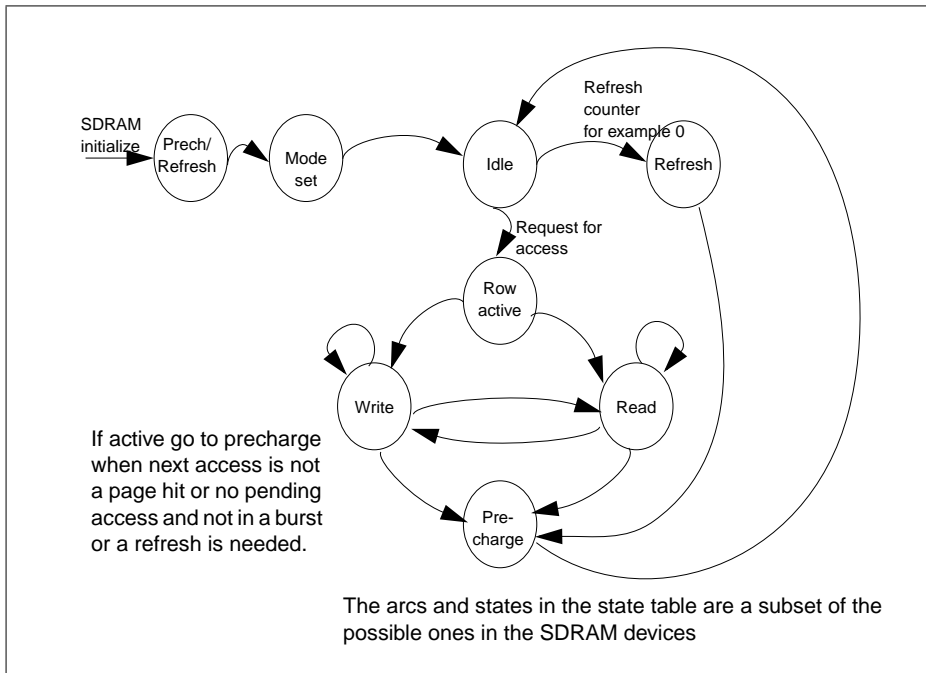 Refresh
counter
for example 0
SDRAM
initialize
Prech/
Refresh
Mode
set
Idle
Refresh
Request for
access
Row
active
Write
Read
If active go to precharge
when next access is not
a page hit or no pending
access and not in a burst
or a refresh is needed.
Pre-
charge
The arcs and states in the state table are a subset of the
possible ones in the SDRAM devices